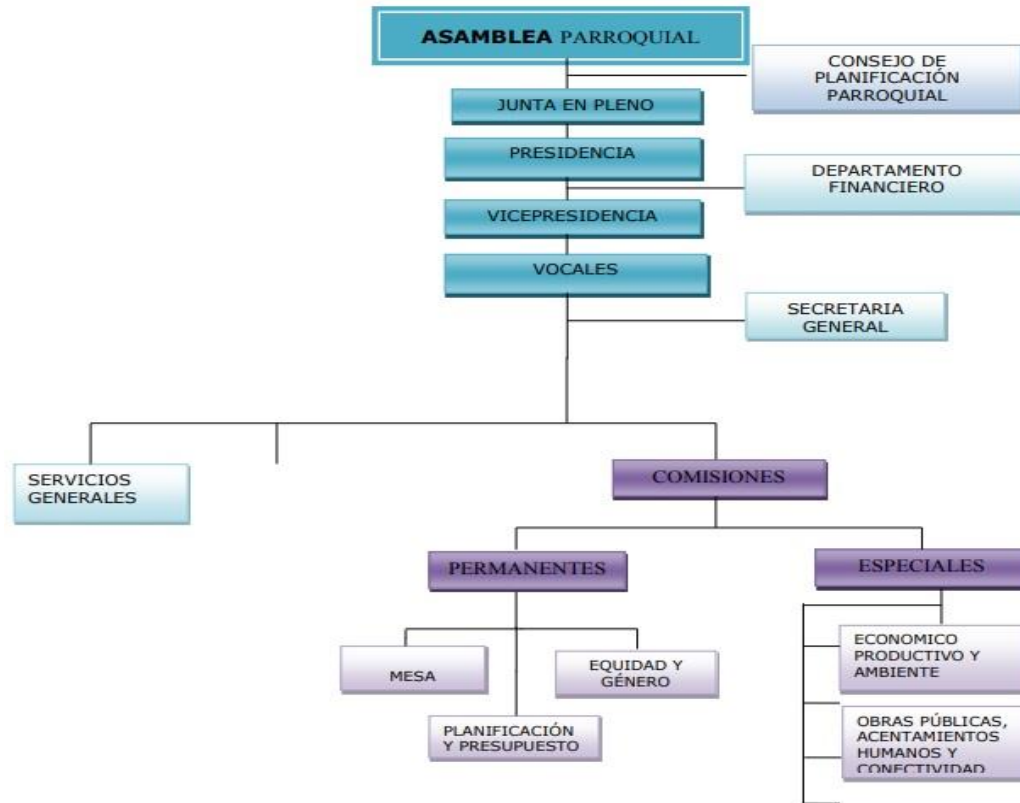 ASAMBLEA PARROQUIAL
CONSEJO DE
PLANIFICACIÓN
PARROQUIAL
JUNTA EN PLENO
PRESIDENCIA
DEPARTAMENTO
FINANCIERO
VICEPRESIDENCIA
VOCALES
SECRETARIA
GENERAL
SERVICIOS
GENERALES
COMISIONES
PERMANENTES
ESPECIALES
MESA
EQUIDAD Y
GÉNERO
PLANIFICACIÓN
Y PRESUPUESTO
ECONOMICO
PRODUCTIVO Y
AMBIENTE
OBRAS PÚBLICAS,
ACENTAMIENTOS
HUMANOS Y
CONECTIVIDAD